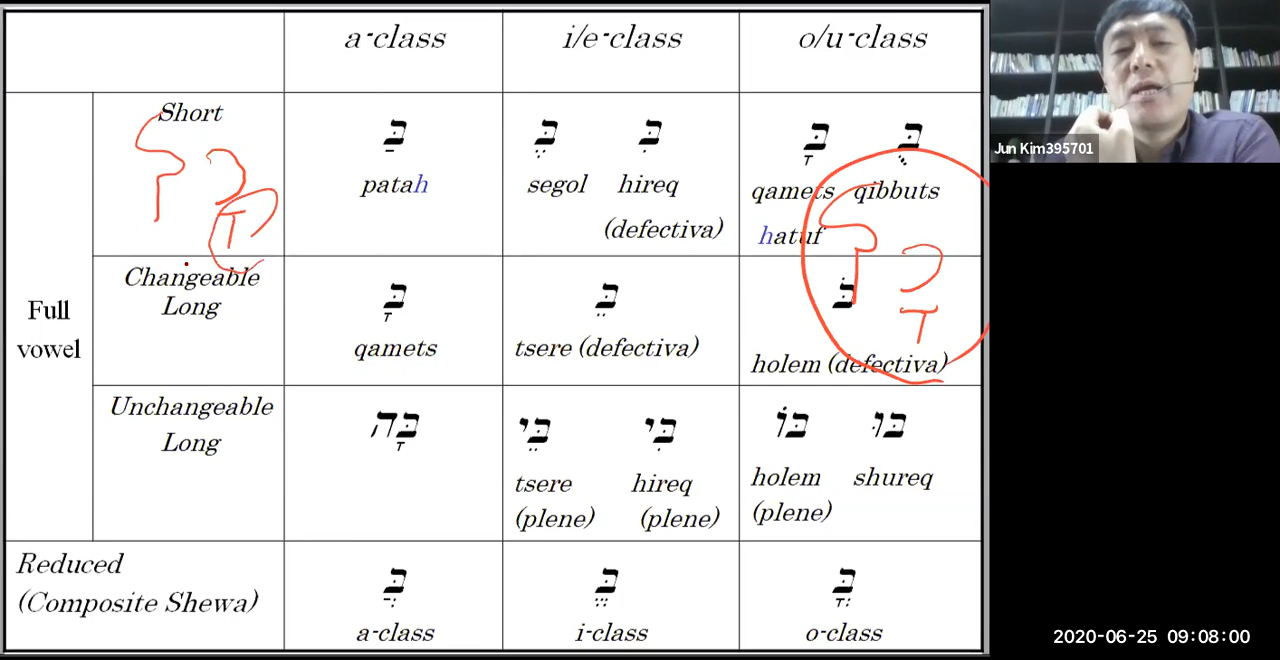 a-class i/e-class o/u-class
Full vowel
Short
בַּ בֶּ בִּ בָּ בֻּ
patah segol hireq qamets qibbuts
(defectiva) hatuf
Changeable Long
בָּ בֵּ בֹּ
qamets tsere (defectiva) holem (defectiva)
Unchangeable Long
בָּה בֵּי בִּי בּוֹ בּוּ
tsere hireq holem shureq
(plene) (plene) (plene)
Reduced
(Composite Shewa)
בֲּ בֱּ בֳּ
a-class i-class o-class
Jun Kim395701
2020-06-25 09:08:00